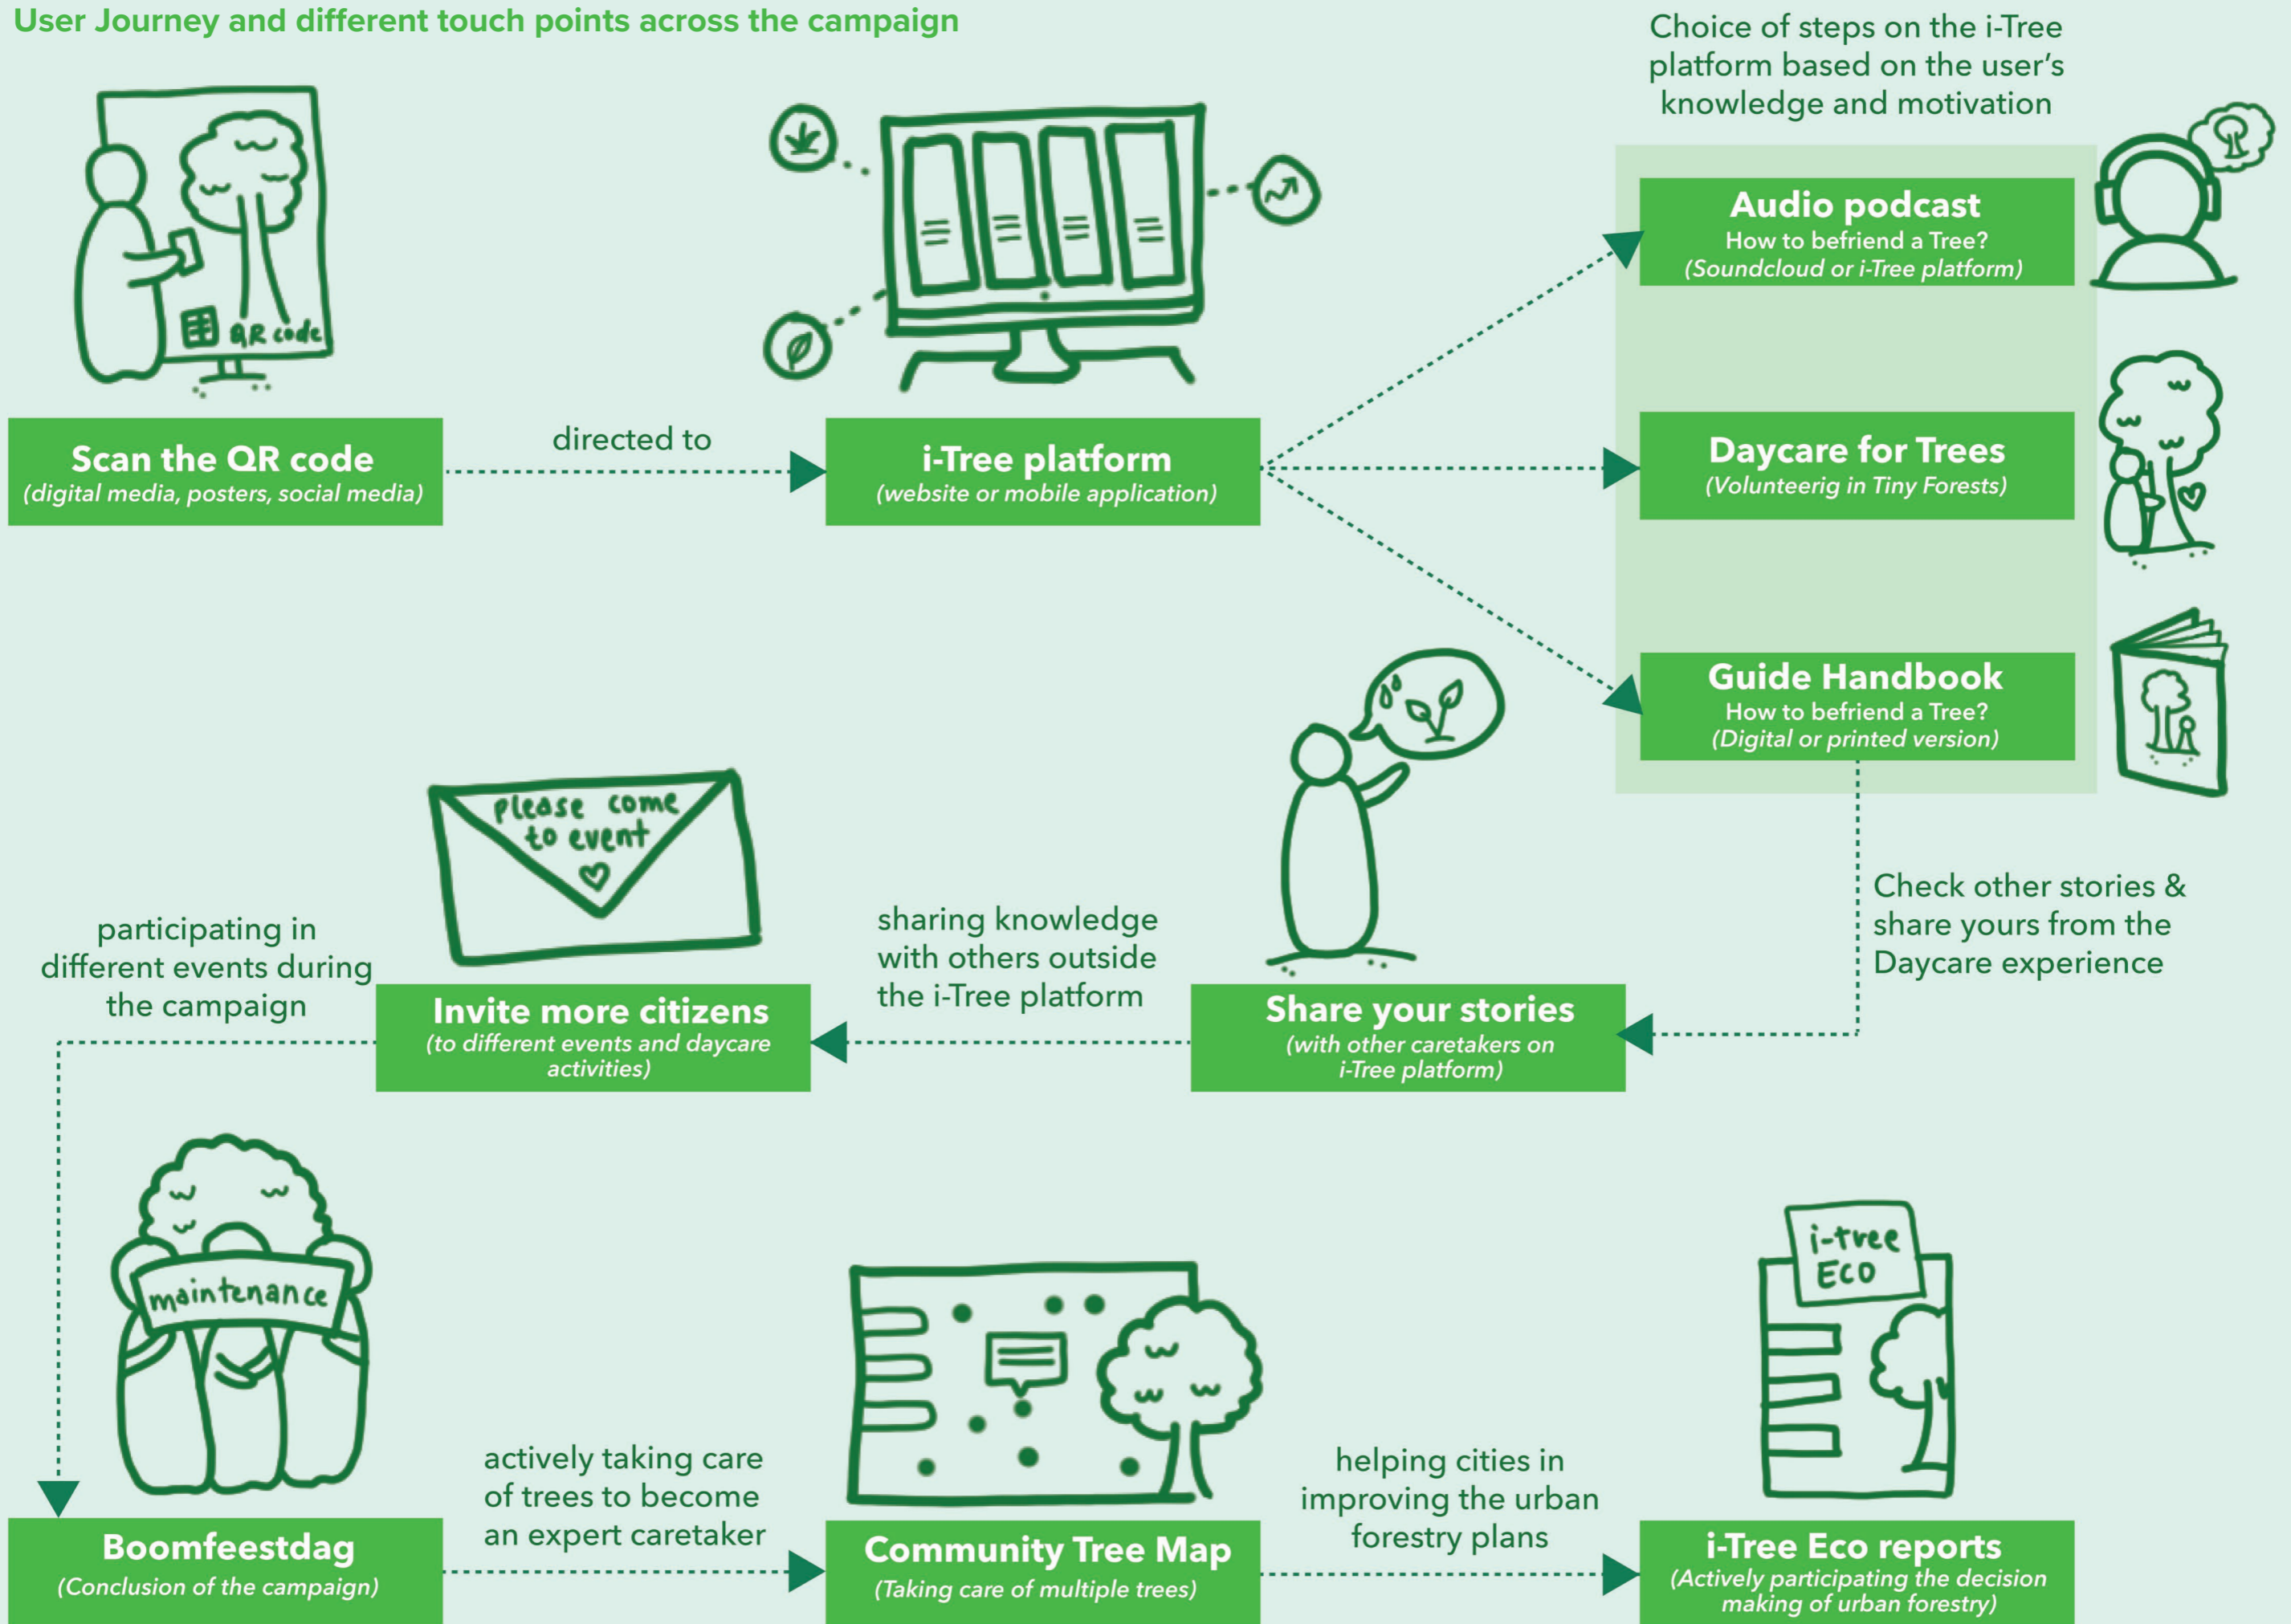 User Journey and different touch points across the campaign
Choice of steps on the i-Tree
platform based on the user's
knowledge and motivation
QR code
Scan the QR code
(digital media, posters, social media)
directed to
i-Tree platform
(website or mobile application)
Audio podcast
How to befriend a Tree?
(Soundcloud or i-Tree platform)
Daycare for Trees
(Volunteerig in Tiny Forests)
Guide Handbook
How to befriend a Tree?
(Digital or printed version)
Check other stories &
share yours from the
Daycare experience
Share your stories
(with other caretakers on
i-Tree platform)
sharing knowledge
with others outside
the i-Tree platform
please come
to event
Invite more citizens
(to different events and daycare
activities)
participating in
different events during
the campaign
maintenance
Boomfeestdag
(Conclusion of the campaign)
actively taking care
of trees to become
an expert caretaker
Community Tree Map
(Taking care of multiple trees)
helping cities in
improving the urban
forestry plans
i-tree
ECO
i-Tree Eco reports
(Actively participating the decision
making of urban forestry)